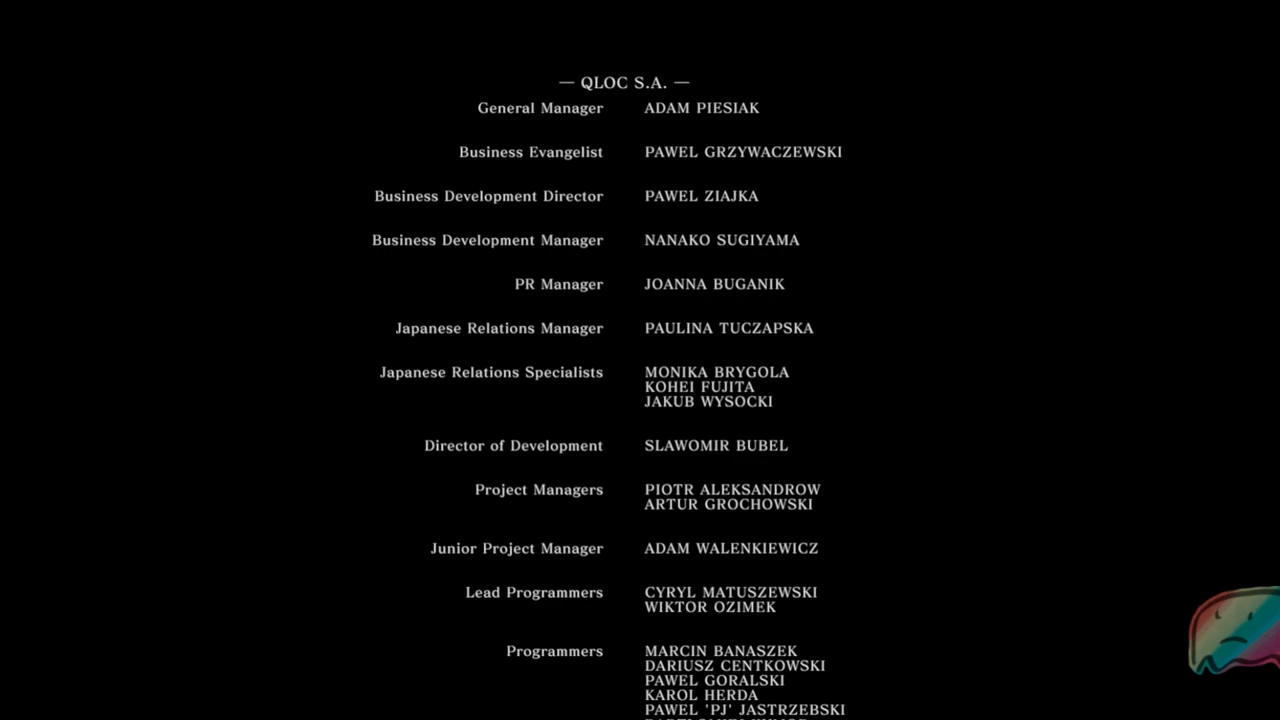 — QLOC S.A. —
General Manager ADAM PIESIAK
Business Evangelist PAWEL GRZYWACZEWSKI
Business Development Director PAWEL ZIAJKA
Business Development Manager NANAKO SUGIYAMA
PR Manager JOANNA BUGANIK
Japanese Relations Manager PAULINA TUCZAPSKA
Japanese Relations Specialists MONIKA BRYGOLA
KOHEI FUJITA
JAKUB WYSOCKI
Director of Development SLAWOMIR BUBEL
Project Managers PIOTR ALEKSANDROW
ARTUR GROCHOWSKI
Junior Project Manager ADAM WALENKIEWICZ
Lead Programmers CYRYL MATUSZEWSKI
WIKTOR OZIMEK
Programmers MARCIN BANASZEK
DARIUSZ CENTKOWSKI
PAWEL GORALSKI
KAROL HERDA
PAWEL 'PJ' JASTRZEBSKI